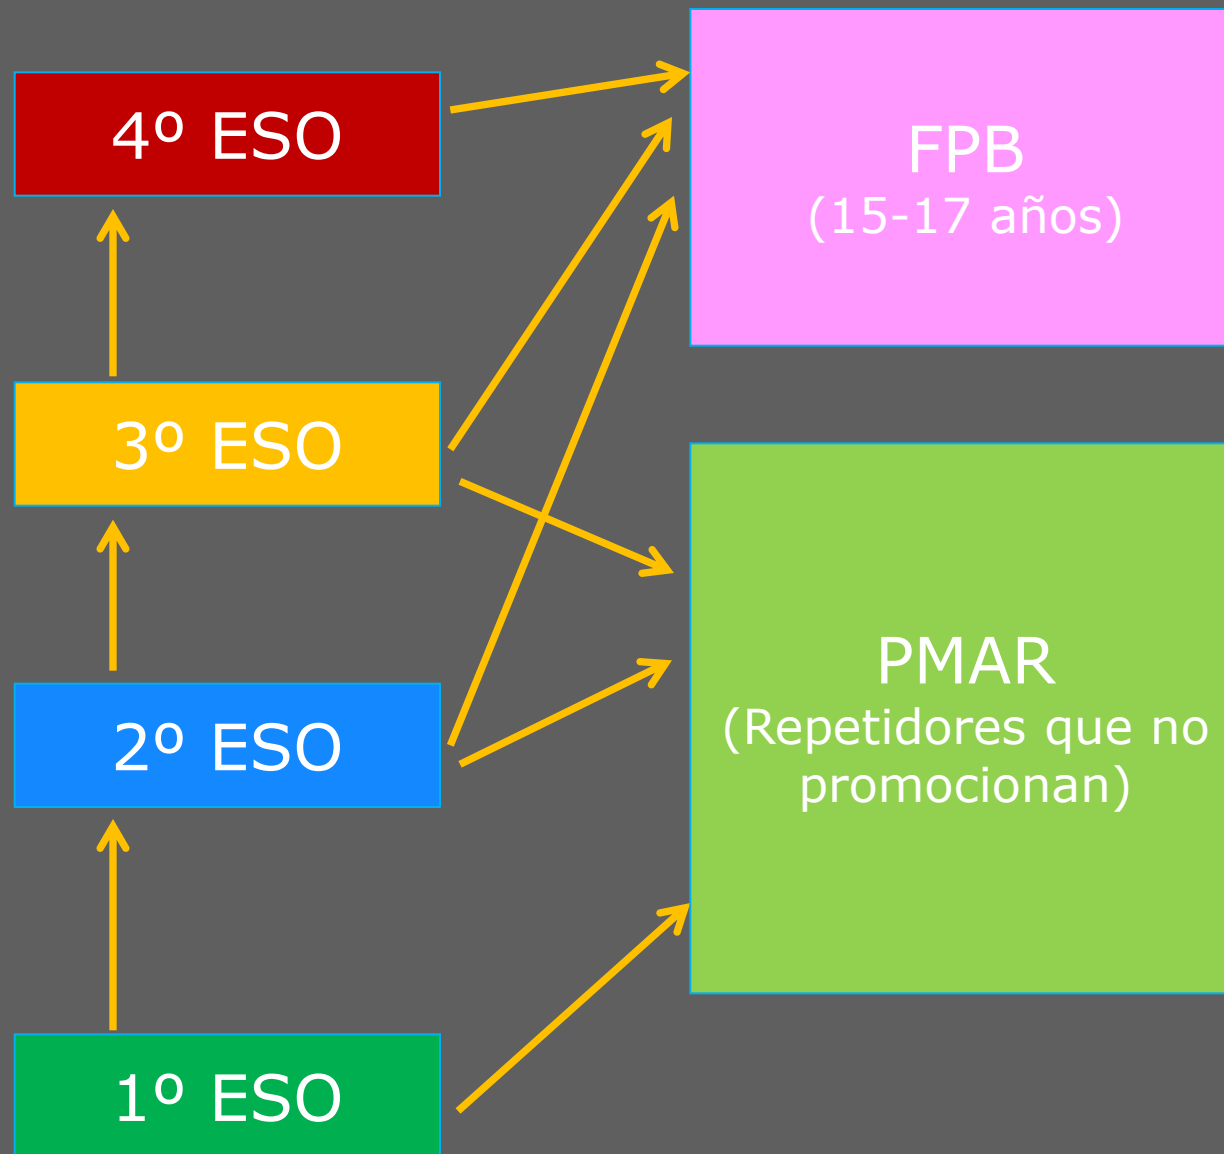 4º ESO
FPB
(15-17 años)
3º ESO
PMAR
(Repetidores que no
promocionan)
2º ESO
1º ESO